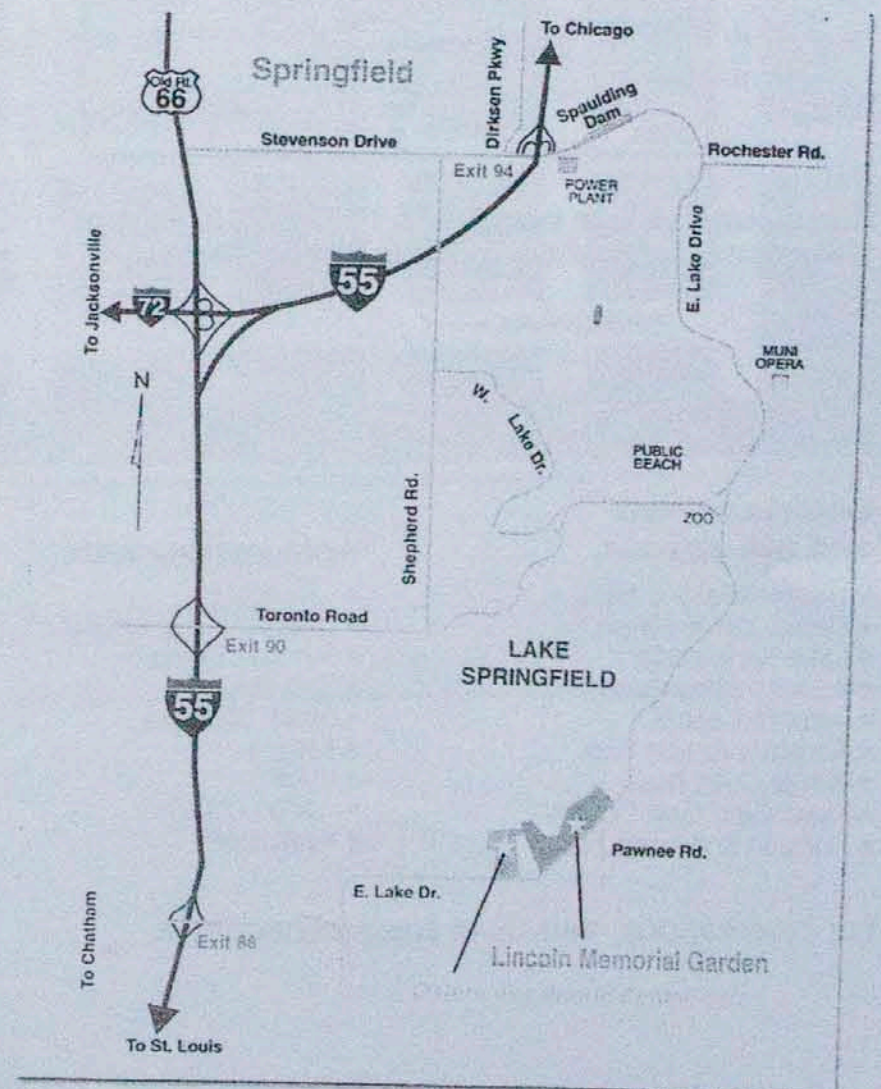 To Chicago
Springfield
Old Rt.
66
Dirksen Pkwy
Spaulding
Dam
Stevenson Drive
Rochester Rd.
Exit 94
POWER
PLANT
E. Lake Drive
To Jacksonville
72
55
N
MUNI
OPERA
W.
Lake Dr.
PUBLIC
BEACH
ZOO
Shepherd Rd.
Toronto Road
Exit 90
LAKE
SPRINGFIELD
55
Pawnee Rd.
E. Lake Dr.
To Chatham
Exit 88
Lincoln Memorial Garden
To St. Louis